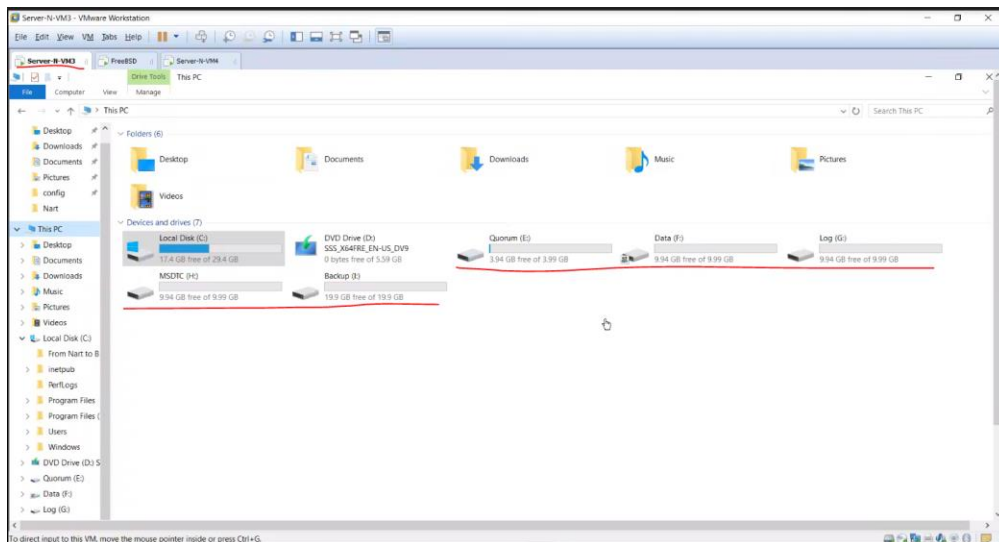 Server-N-VM3 - VMware Workstation
File Edit View VM Tabs Help
Server-N-VM3 FreeBSD Server-N-VM4
Drive Tools This PC
File Computer View Manage
This PC Search This PC
Desktop
Downloads
Documents
Pictures
config
Nart
This PC
Desktop
Documents
Downloads
Music
Pictures
Videos
Local Disk (C:)
From Nart to B
inetpub
PerfLogs
Program Files
Program Files (
Users
Windows
DVD Drive (D:) S
Quorum (E:)
Data (F:)
Log (G:)
Folders (6)
Desktop Documents Downloads Music Pictures
Videos
Devices and drives (7)
Local Disk (C:) DVD Drive (D:) Quorum (E:) Data (F:) Log (G:)
SSS_X64FRE_EN-US_DV9
17.4 GB free of 29.4 GB 0 bytes free of 5.59 GB 3.94 GB free of 3.99 GB 9.94 GB free of 9.99 GB 9.94 GB free of 9.99 GB
MSDTC (H:) Backup (I:)
9.94 GB free of 9.99 GB 19.9 GB free of 19.9 GB
To direct input to this VM, move the mouse pointer inside or press Ctrl+G.